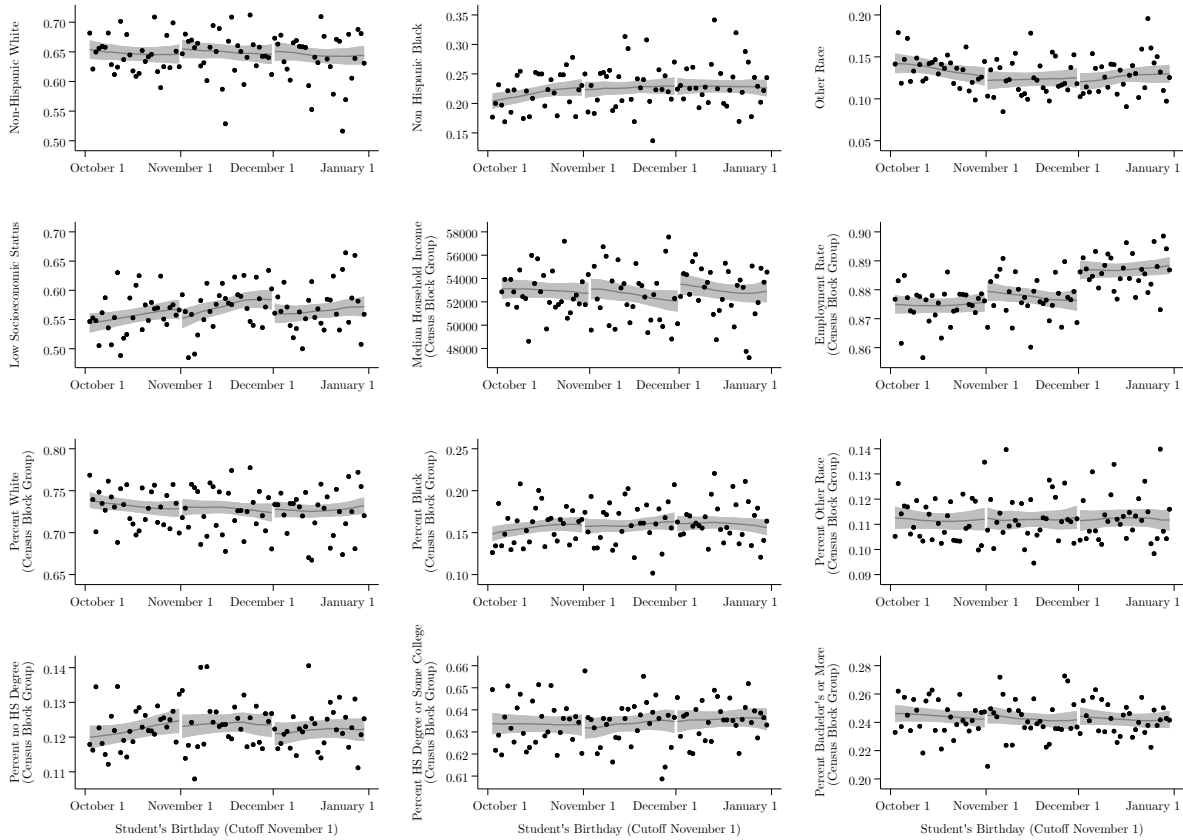 Non-Hispanic White
0.70
0.65
0.60
0.55
0.50
October 1 November 1 December 1 January 1
Non Hispanic Black
0.35
0.30
0.25
0.20
0.15
October 1 November 1 December 1 January 1
Other Race
0.20
0.15
0.10
0.05
October 1 November 1 December 1 January 1
Low Socioeconomic Status
0.70
0.65
0.60
0.55
0.50
October 1 November 1 December 1 January 1
Median Household Income
(Census Block Group)
58000
56000
54000
52000
50000
48000
October 1 November 1 December 1 January 1
Employment Rate
(Census Block Group)
0.90
0.89
0.88
0.87
0.86
October 1 November 1 December 1 January 1
Percent White
(Census Block Group)
0.80
0.75
0.70
0.65
October 1 November 1 December 1 January 1
Percent Black
(Census Block Group)
0.25
0.20
0.15
0.10
October 1 November 1 December 1 January 1
Percent Other Race
(Census Block Group)
0.14
0.13
0.12
0.11
0.10
0.09
October 1 November 1 December 1 January 1
Percent no HS Degree
(Census Block Group)
0.14
0.13
0.12
0.11
October 1 November 1 December 1 January 1
Student's Birthday (Cutoff November 1)
Percent HS Degree or Some College
(Census Block Group)
0.66
0.65
0.64
0.63
0.62
0.61
October 1 November 1 December 1 January 1
Student's Birthday (Cutoff November 1)
Percent Bachelor's or More
(Census Block Group)
0.28
0.26
0.24
0.22
0.20
October 1 November 1 December 1 January 1
Student's Birthday (Cutoff November 1)